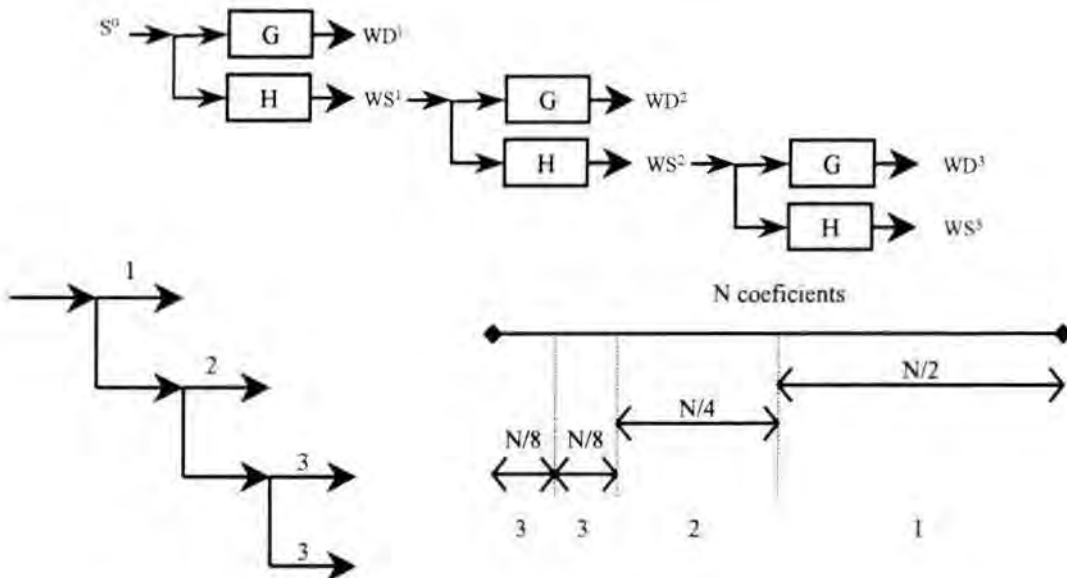 S⁰ G WD¹
H WS¹ G WD²
H WS² G WD³
H WS³
1
2
3
3
N coeficients
N/2
N/4
N/8 N/8
3 3 2 1